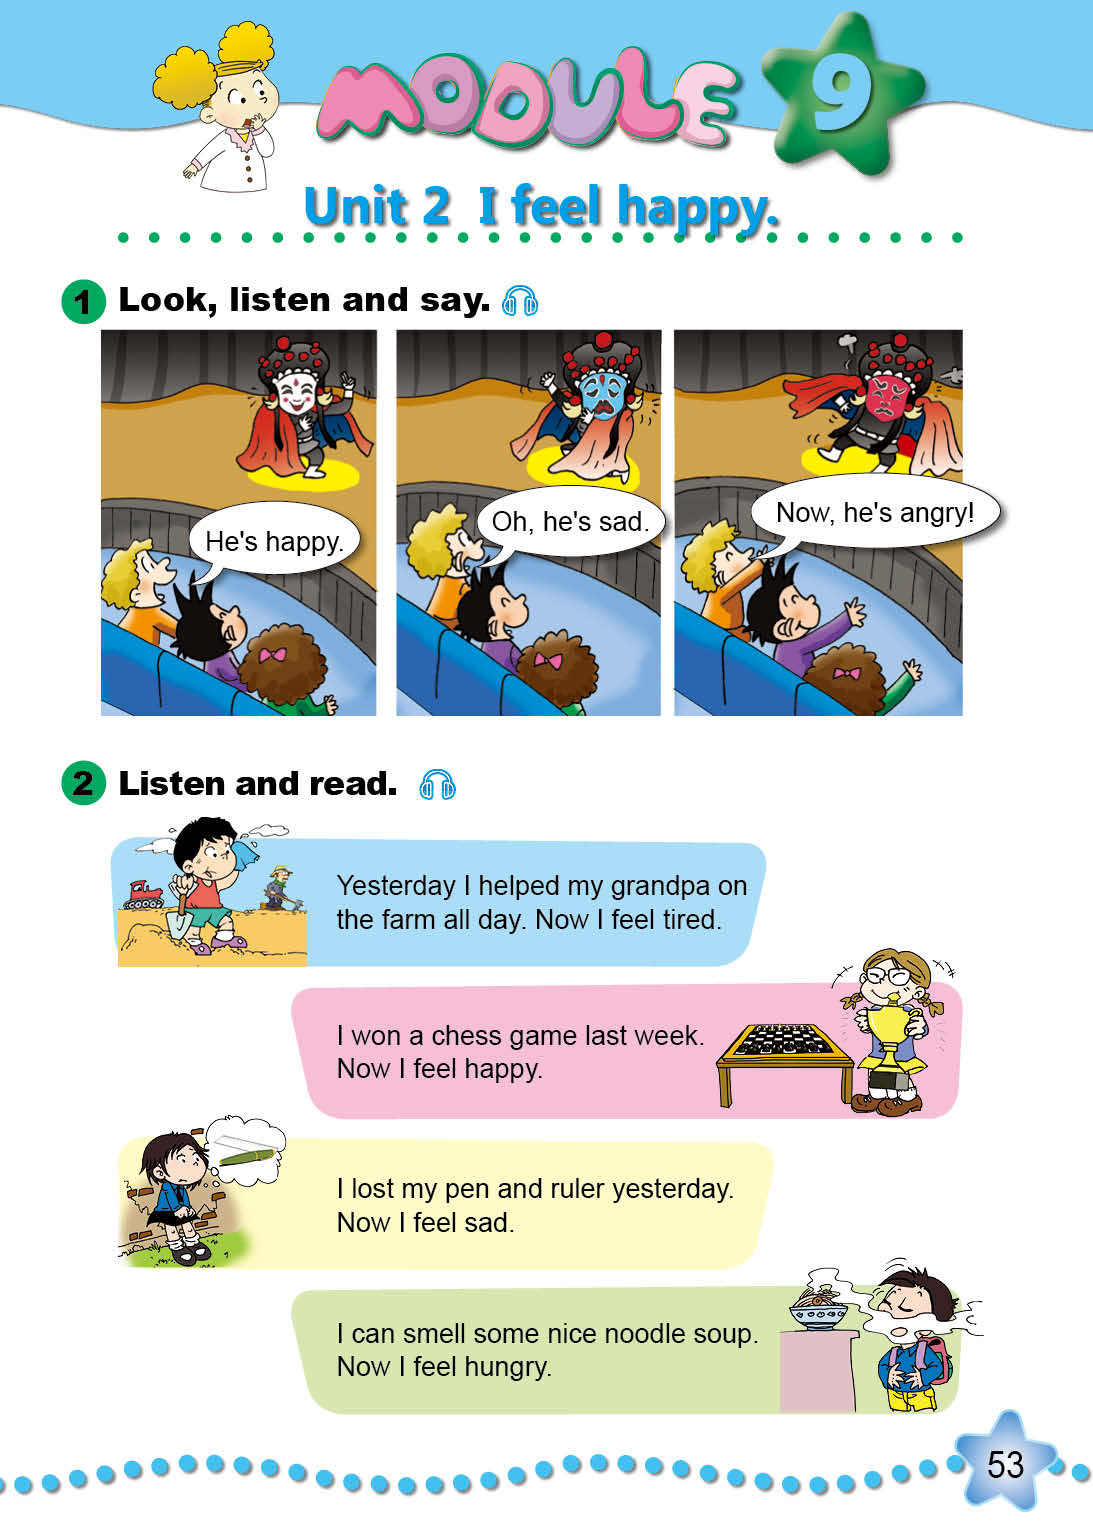 MODULE 9
Unit 2 I feel happy.
1 Look, listen and say.
He's happy.
Oh, he's sad.
Now, he's angry!
2 Listen and read.
Yesterday I helped my grandpa on
the farm all day. Now I feel tired.
I won a chess game last week.
Now I feel happy.
I lost my pen and ruler yesterday.
Now I feel sad.
I can smell some nice noodle soup.
Now I feel hungry.
53